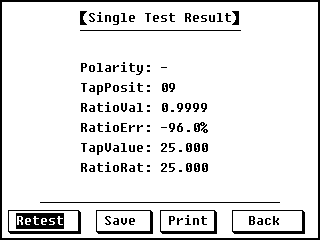 【Single Test Result】
Polarity: -
TapPosit: 09
RatioVal: 0.9999
RatioErr: -96.0%
TapValue: 25.000
RatioRat: 25.000
Retest Save Print Back